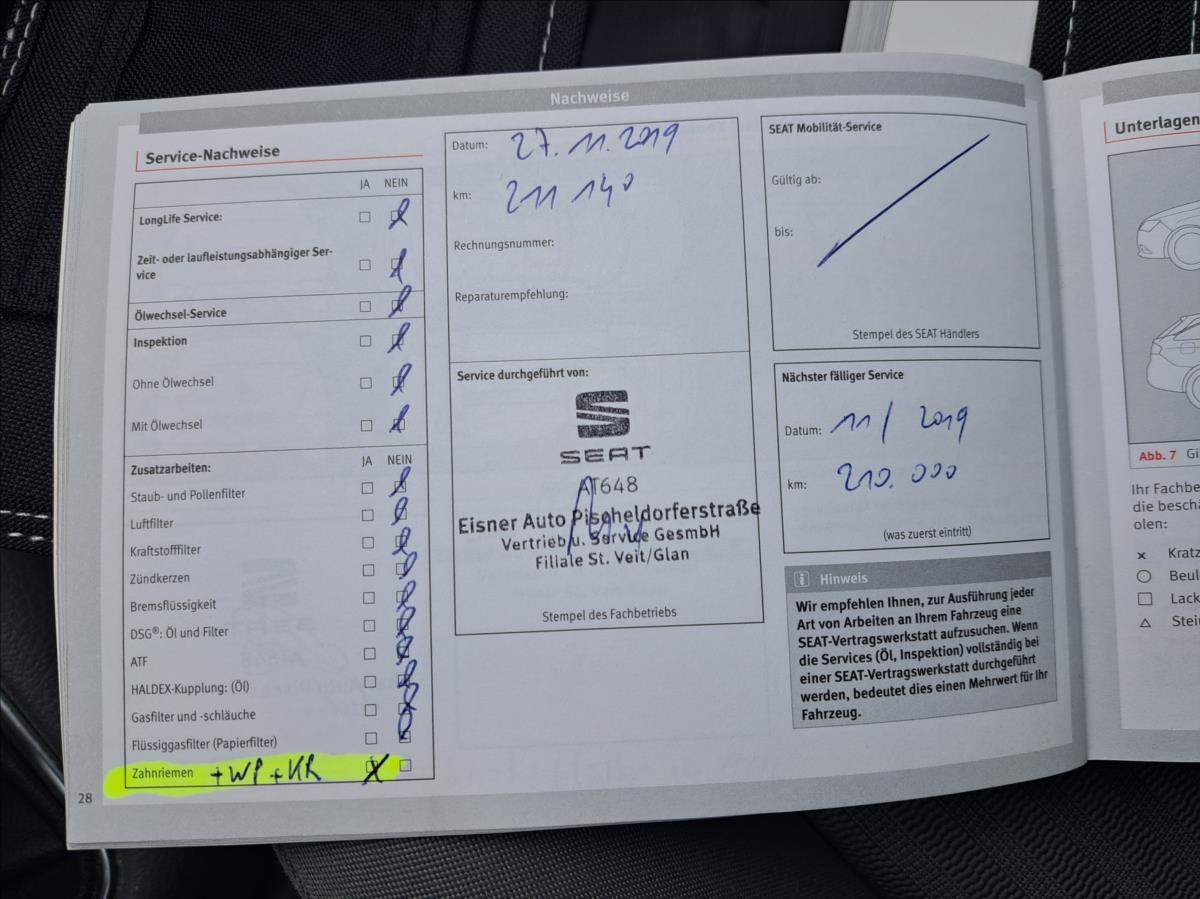 Nachweise
Service-Nachweise
JA NEIN
LongLife Service:
Zeit- oder laufleistungsabhängiger Ser-
vice
Ölwechsel-Service
Inspektion
Ohne Ölwechsel
Mit Ölwechsel
Zusatzarbeiten: JA NEIN
Staub- und Pollenfilter
Luftfilter
Kraftstofffilter
Zündkerzen
Bremsflüssigkeit
DSG®: Öl und Filter
ATF
HALDEX-Kupplung: (Öl)
Gasfilter und -schläuche
Flüssiggasfilter (Papierfilter)
Zahnriemen +WP+KR X
28
Datum: 27.11.2019
km: 211 140
Rechnungsnummer:
Reparaturempfehlung:
Service durchgeführt von:
SEAT
AT648
Eisner Auto Pischeldorferstraße
Vertrieb u. Service GesmbH
Filiale St. Veit/Glan
Stempel des Fachbetriebs
SEAT Mobilität-Service
Gültig ab:
bis:
Stempel des SEAT Händlers
Nächster fälliger Service
Datum: 11/ 2019
km: 210.000
(was zuerst eintritt)
Hinweis
Wir empfehlen Ihnen, zur Ausführung jeder
Art von Arbeiten an Ihrem Fahrzeug eine
SEAT-Vertragswerkstatt aufzusuchen. Wenn
die Services (Öl, Inspektion) vollständig bei
einer SEAT-Vertragswerkstatt durchgeführt
werden, bedeutet dies einen Mehrwert für Ihr
Fahrzeug.
Unterlagen
Abb. 7 Gi
Ihr Fachbe
die beschä
olen:
x Kratz
Beul
Lack
Stei